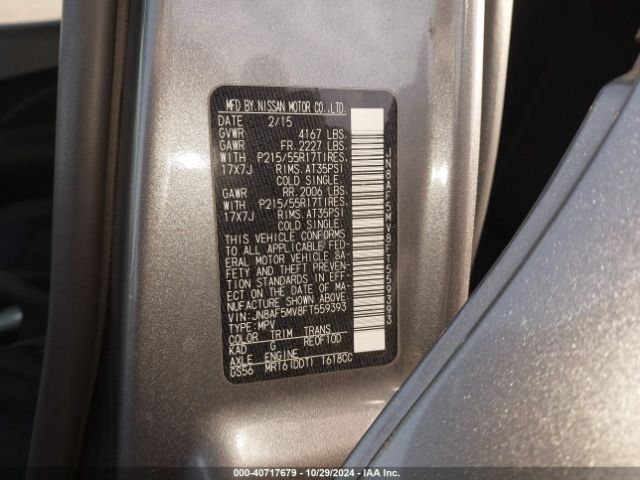 MFD BY NISSAN MOTOR CO.,LTD.
DATE 2/15
GVWR 4167 LBS.
GAWR FR. 2227 LBS.
WITH P215/55R17TIRES.
17X7J RIMS. AT35PSI
COLD SINGLE.
GAWR RR. 2006 LBS.
WITH P215/55R17TIRES.
17X7J RIMS. AT35PSI
COLD SINGLE.
THIS VEHICLE CONFORMS
TO ALL APPLICABLE FED-
ERAL MOTOR VEHICLE SA-
FETY AND THEFT PREVEN-
TION STANDARDS IN EFF-
ECT ON THE DATE OF MA-
NUFACTURE SHOWN ABOVE
VIN: JN8AF5MV8FT559393
TYPE: MPV
COLOR TRIM TRANS
KAD G RE0F10D
AXLE ENGINE
GS56 MR16 1DDT1 1618CC
JN8AF5MV8FT559393
000-40717679 • 10/29/2024 • IAA Inc.